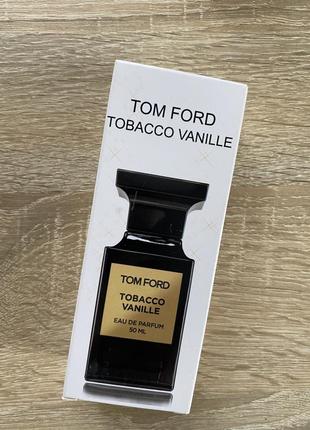 TOM FORD
TOBACCO VANILLE
TOM FORD
TOBACCO
VANILLE
EAU DE PARFUM
50 ML